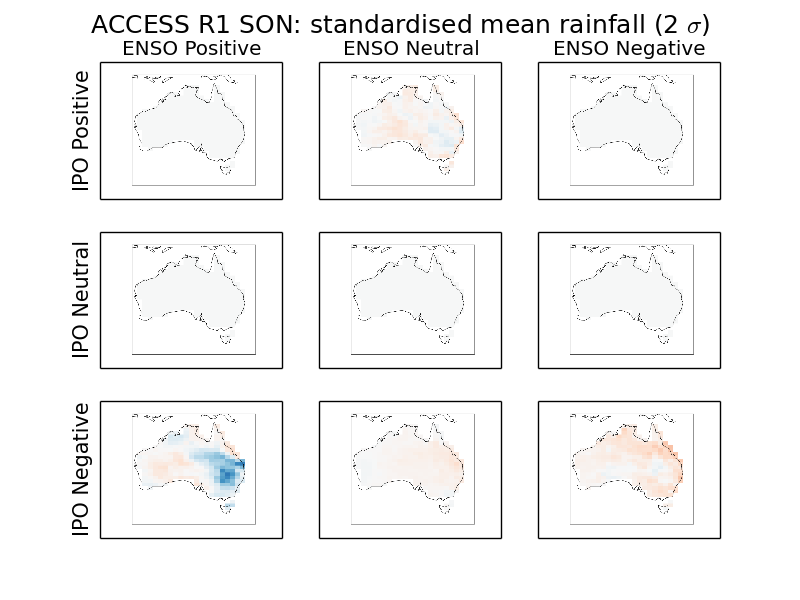 ACCESS R1 SON: standardised mean rainfall (2 σ)
ENSO Positive
ENSO Neutral
ENSO Negative
IPO Positive
IPO Neutral
IPO Negative